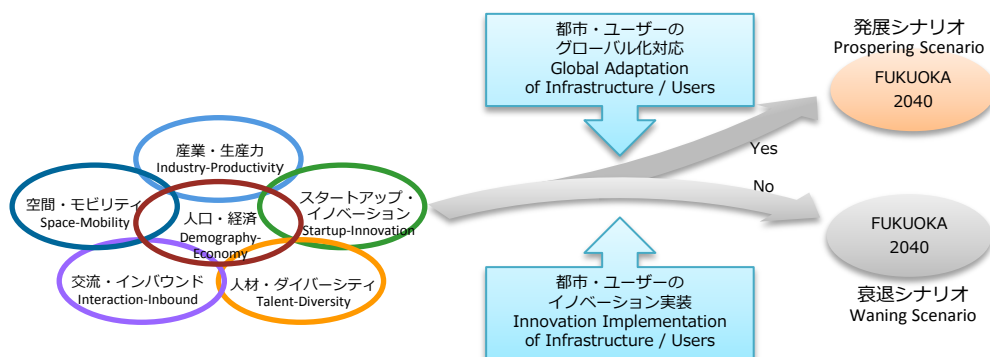 産業・生産力
Industry-Productivity
空間・モビリティ
Space-Mobility
人口・経済
Demography-
Economy
スタートアップ・
イノベーション
Startup-Innovation
交流・インバウンド
Interaction-Inbound
人材・ダイバーシティ
Talent-Diversity
都市・ユーザーの
グローバル化対応
Global Adaptation
of Infrastructure / Users
都市・ユーザーの
イノベーション実装
Innovation Implementation
of Infrastructure / Users
Yes
No
発展シナリオ
Prospering Scenario
FUKUOKA
2040
FUKUOKA
2040
衰退シナリオ
Waning Scenario